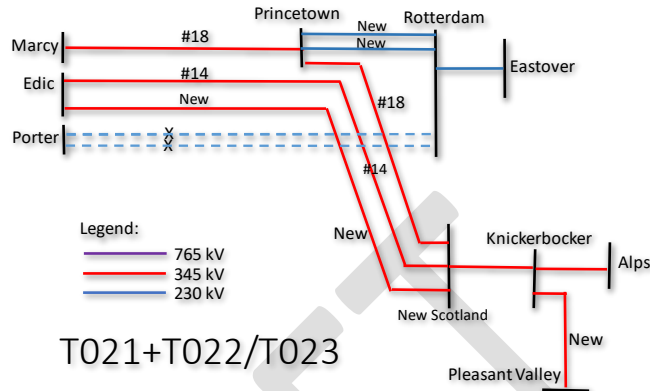 Princetown
Rotterdam
Marcy
#18
New
New
Edic
#14
Eastover
New
#18
Porter
X
X
#14
Legend:
765 kV
345 kV
230 kV
New
Knickerbocker
Alps
New Scotland
New
T021+T022/T023
Pleasant Valley